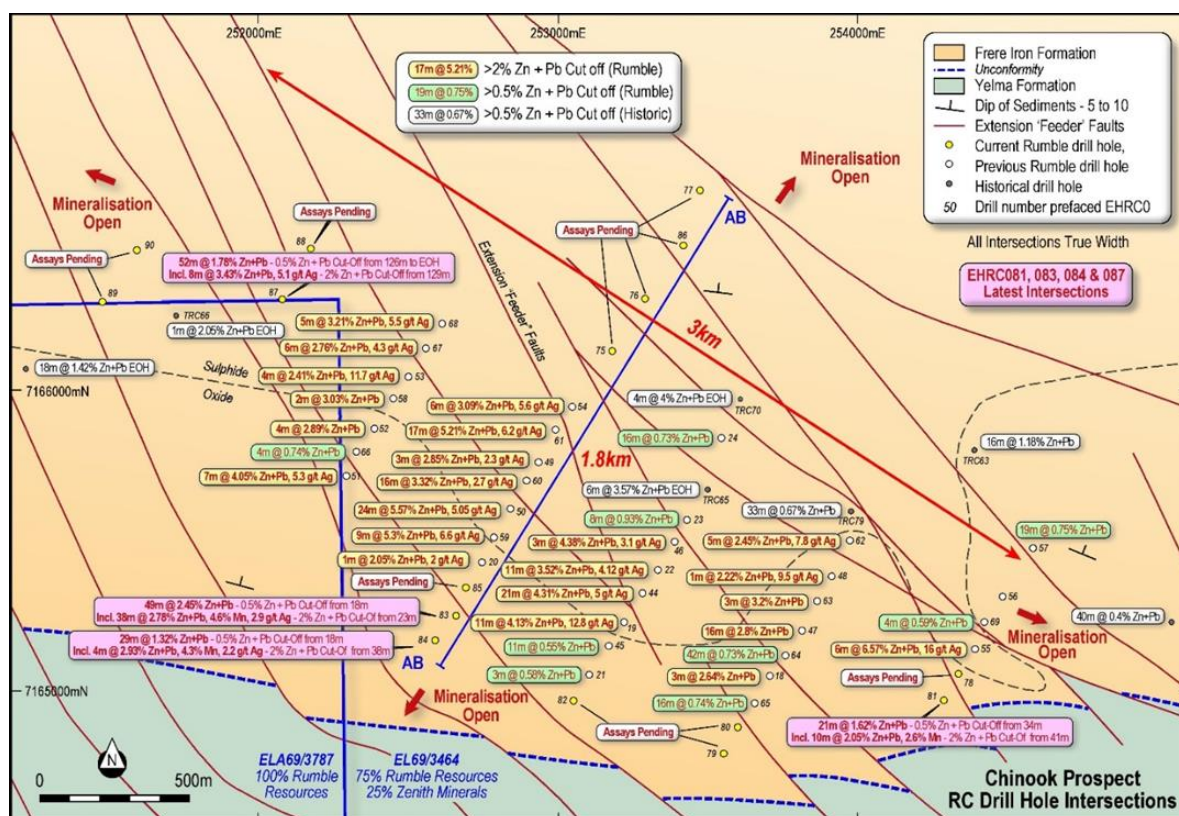 252000mE
253000mE
254000mE
17m @ 5.21% >2% Zn + Pb Cut off (Rumble)
19m @ 0.75% >0.5% Zn + Pb Cut off (Rumble)
33m @ 0.67% >0.5% Zn + Pb Cut off (Historic)
Frere Iron Formation
Unconformity
Yelma Formation
Dip of Sediments - 5 to 10
Extension 'Feeder' Faults
Current Rumble drill hole,
Previous Rumble drill hole
Historical drill hole
50 Drill number prefaced EHRC0
All Intersections True Width
EHRC081, 083, 084 & 087
Latest Intersections
Mineralisation
Open
Mineralisation
Open
Assays Pending
88
90
Assays Pending
89
52m @ 1.78% Zn+Pb - 0.5% Zn + Pb Cut-Off from 126m to EOH
Incl. 8m @ 3.43% Zn+Pb, 5.1 g/t Ag - 2% Zn + Pb Cut-Off from 129m
87
77
AB
Assays Pending
86
76
75
Extension "Feeder" Faults
3km
TRC66
1m @ 2.05% Zn+Pb EOH
5m @ 3.21% Zn+Pb, 5.5 g/t Ag 68
6m @ 2.76% Zn+Pb, 4.3 g/t Ag 67
18m @ 1.42% Zn+Pb EOH
Sulphide
Oxide
4m @ 2.41% Zn+Pb, 11.7 g/t Ag 53
7166000mN
2m @ 3.03% Zn+Pb 58
4m @ 2.89% Zn+Pb 52
4m @ 0.74% Zn+Pb 66
7m @ 4.05% Zn+Pb, 5.3 g/t Ag 51
6m @ 3.09% Zn+Pb, 5.6 g/t Ag 54
17m @ 5.21% Zn+Pb, 6.2 g/t Ag 61
3m @ 2.85% Zn+Pb, 2.3 g/t Ag 49
16m @ 3.32% Zn+Pb, 2.7 g/t Ag 60
1.8km
4m @ 4% Zn+Pb EOH
TRC70
16m @ 0.73% Zn+Pb 24
16m @ 1.18% Zn+Pb
TRC63
6m @ 3.57% Zn+Pb EOH
TRC65
24m @ 5.57% Zn+Pb, 5.05 g/t Ag 50
8m @ 0.93% Zn+Pb 23
33m @ 0.67% Zn+Pb
TRC79
9m @ 5.3% Zn+Pb, 6.6 g/t Ag 59
3m @ 4.38% Zn+Pb, 3.1 g/t Ag 46
5m @ 2.45% Zn+Pb, 7.8 g/t Ag 62
19m @ 0.75% Zn+Pb
57
1m @ 2.05% Zn+Pb, 2 g/t Ag 20
11m @ 3.52% Zn+Pb, 4.12 g/t Ag 22
1m @ 2.22% Zn+Pb, 9.5 g/t Ag 48
Assays Pending 85
21m @ 4.31% Zn+Pb, 5 g/t Ag 44
3m @ 3.2% Zn+Pb 63
56
49m @ 2.45% Zn+Pb - 0.5% Zn + Pb Cut-Off from 18m
Incl. 38m @ 2.78% Zn+Pb, 4.6% Mn, 2.9 g/t Ag - 2% Zn + Pb Cut-Off from 23m
83
11m @ 4.13% Zn+Pb, 12.8 g/t Ag 19
16m @ 2.8% Zn+Pb 47
4m @ 0.59% Zn+Pb 69
40m @ 0.4% Zn+Pb
Mineralisation
Open
29m @ 1.32% Zn+Pb - 0.5% Zn + Pb Cut-Off from 18m
Incl. 4m @ 2.93% Zn+Pb, 4.3% Mn, 2.2 g/t Ag - 2% Zn + Pb Cut-Of from 38m
84
AB
11m @ 0.55% Zn+Pb 45
42m @ 0.73% Zn+Pb 64
6m @ 6.57% Zn+Pb, 16 g/t Ag 55
3m @ 0.58% Zn+Pb 21
3m @ 2.64% Zn+Pb 18
Assays Pending 78
7165000mN
Mineralisation
Open
82
16m @ 0.74% Zn+Pb 65
81
Assays Pending
80
79
21m @ 1.62% Zn+Pb - 0.5% Zn + Pb Cut-Off from 34m
Incl. 10m @ 2.05% Zn+Pb, 2.6% Mn - 2% Zn + Pb Cut-Of from 41m
N
0 500m
ELA69/3787
100% Rumble
Resources
EL69/3464
75% Rumble Resources
25% Zenith Minerals
Chinook Prospect
RC Drill Hole Intersections